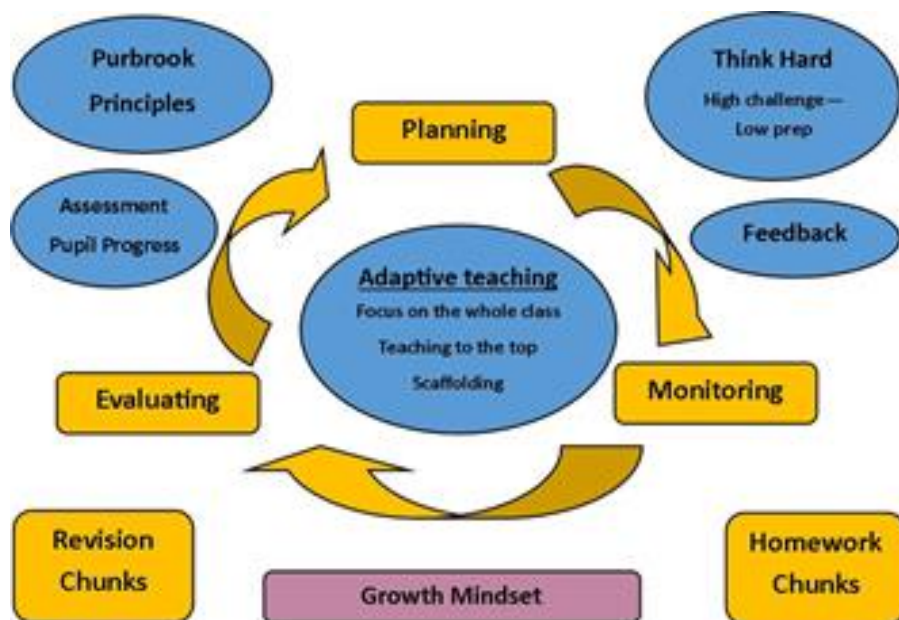 Purbrook
Principles
Think Hard
High challenge—
Low prep
Planning
Assessment
Pupil Progress
Feedback
Adaptive teaching
Focus on the whole class
Teaching to the top
Scaffolding
Evaluating
Monitoring
Revision
Chunks
Homework
Chunks
Growth Mindset